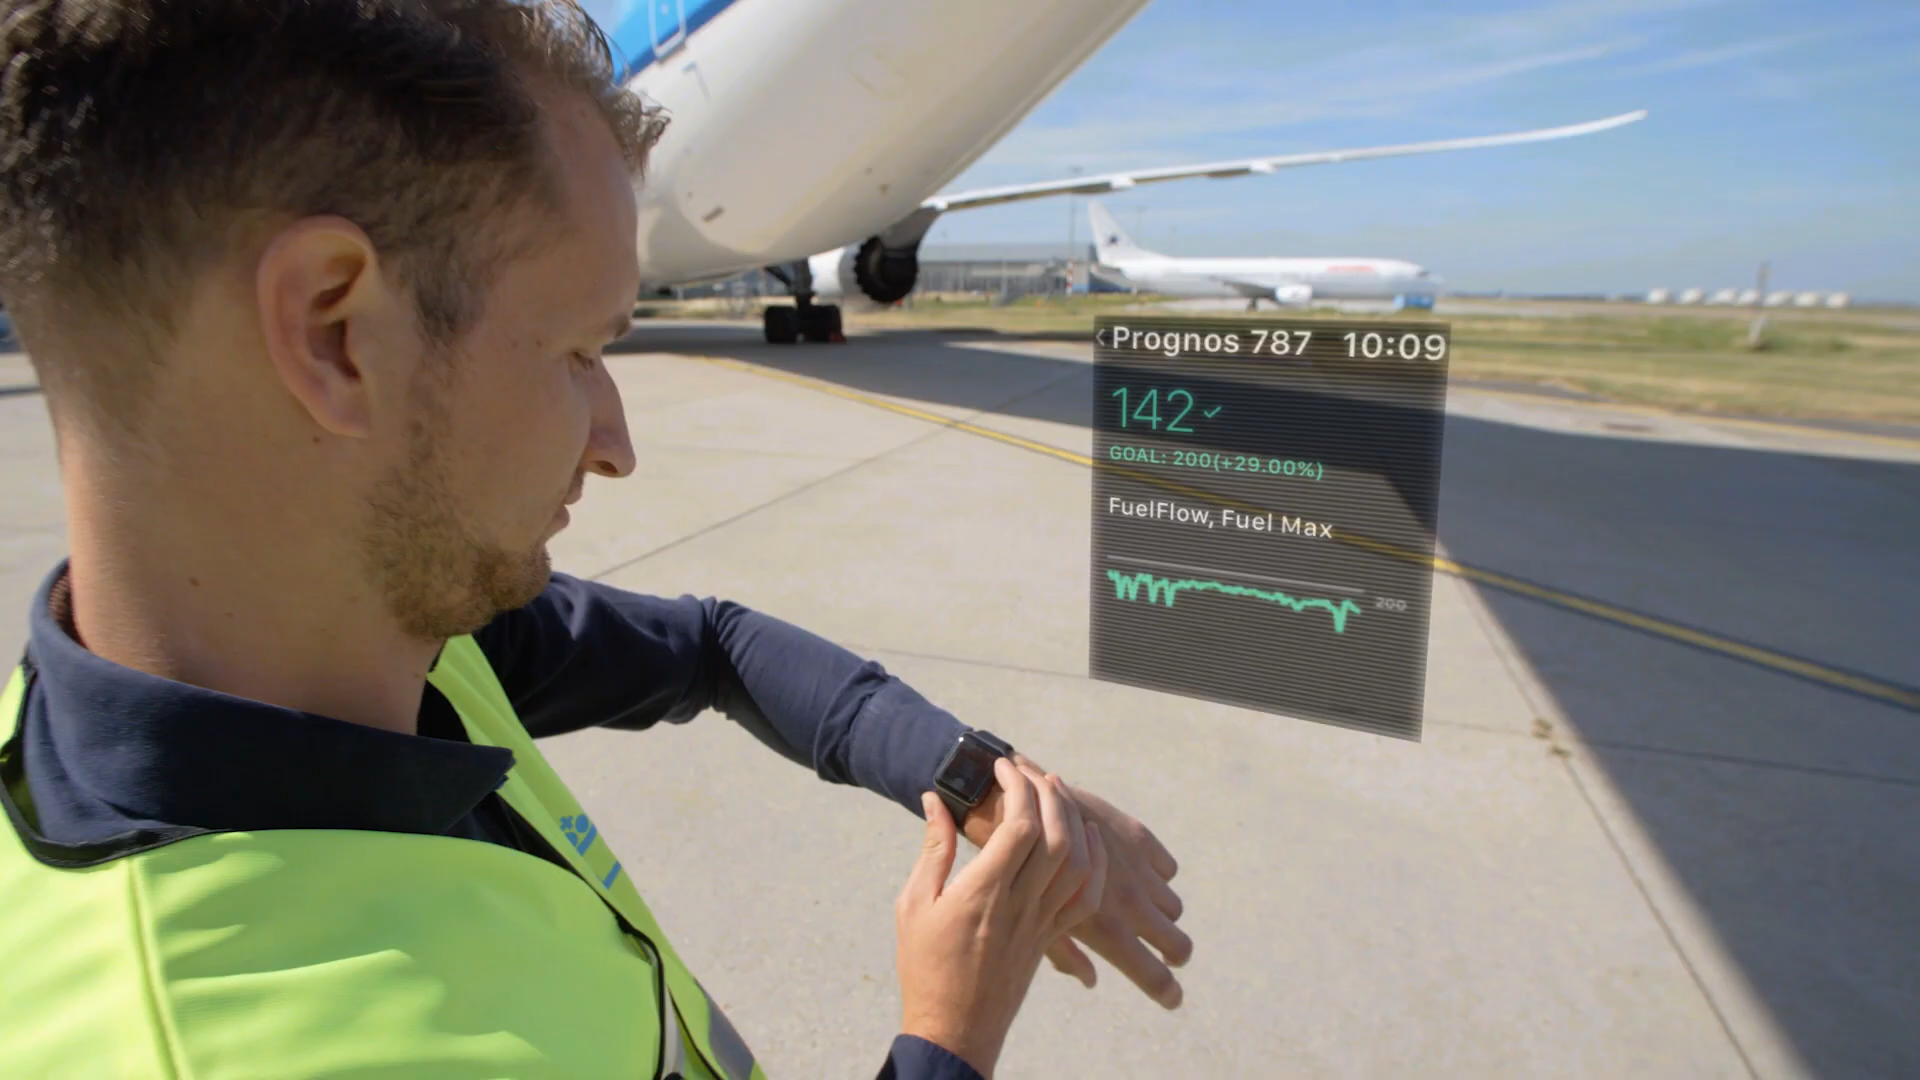 Prognos 787 10:09
142
GOAL: 200(+29.00%)
FuelFlow, Fuel Max
200